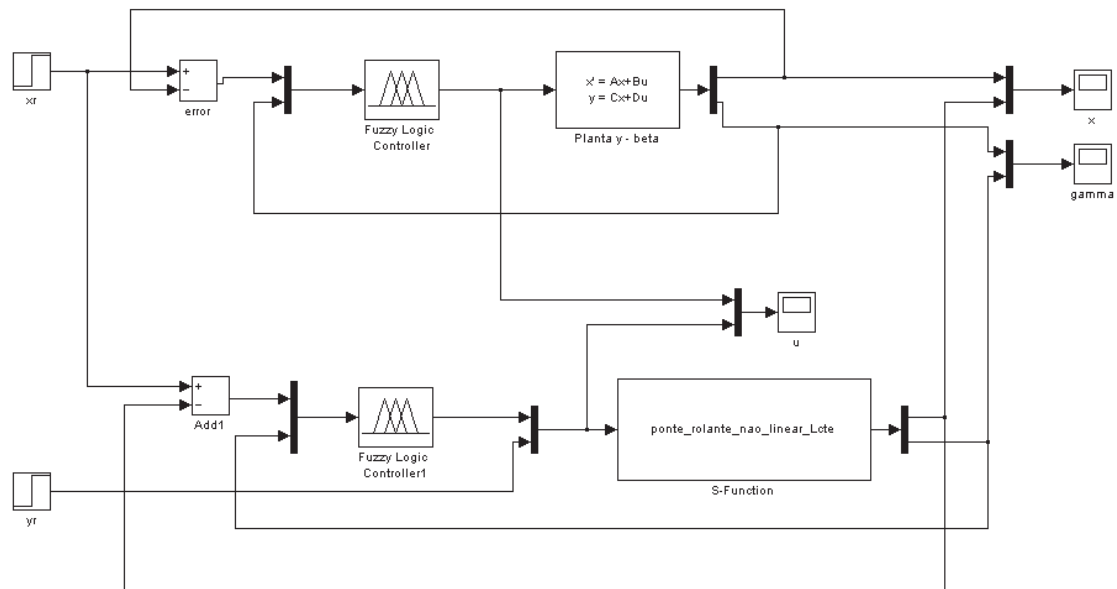 xr
+
−
error
Fuzzy Logic
Controller
x' = Ax+Bu
y = Cx+Du
Planta y - beta
x
gamma
u
+
−
Add1
Fuzzy Logic
Controller1
ponte_rolante_nao_linear_Lcte
S-Function
yr